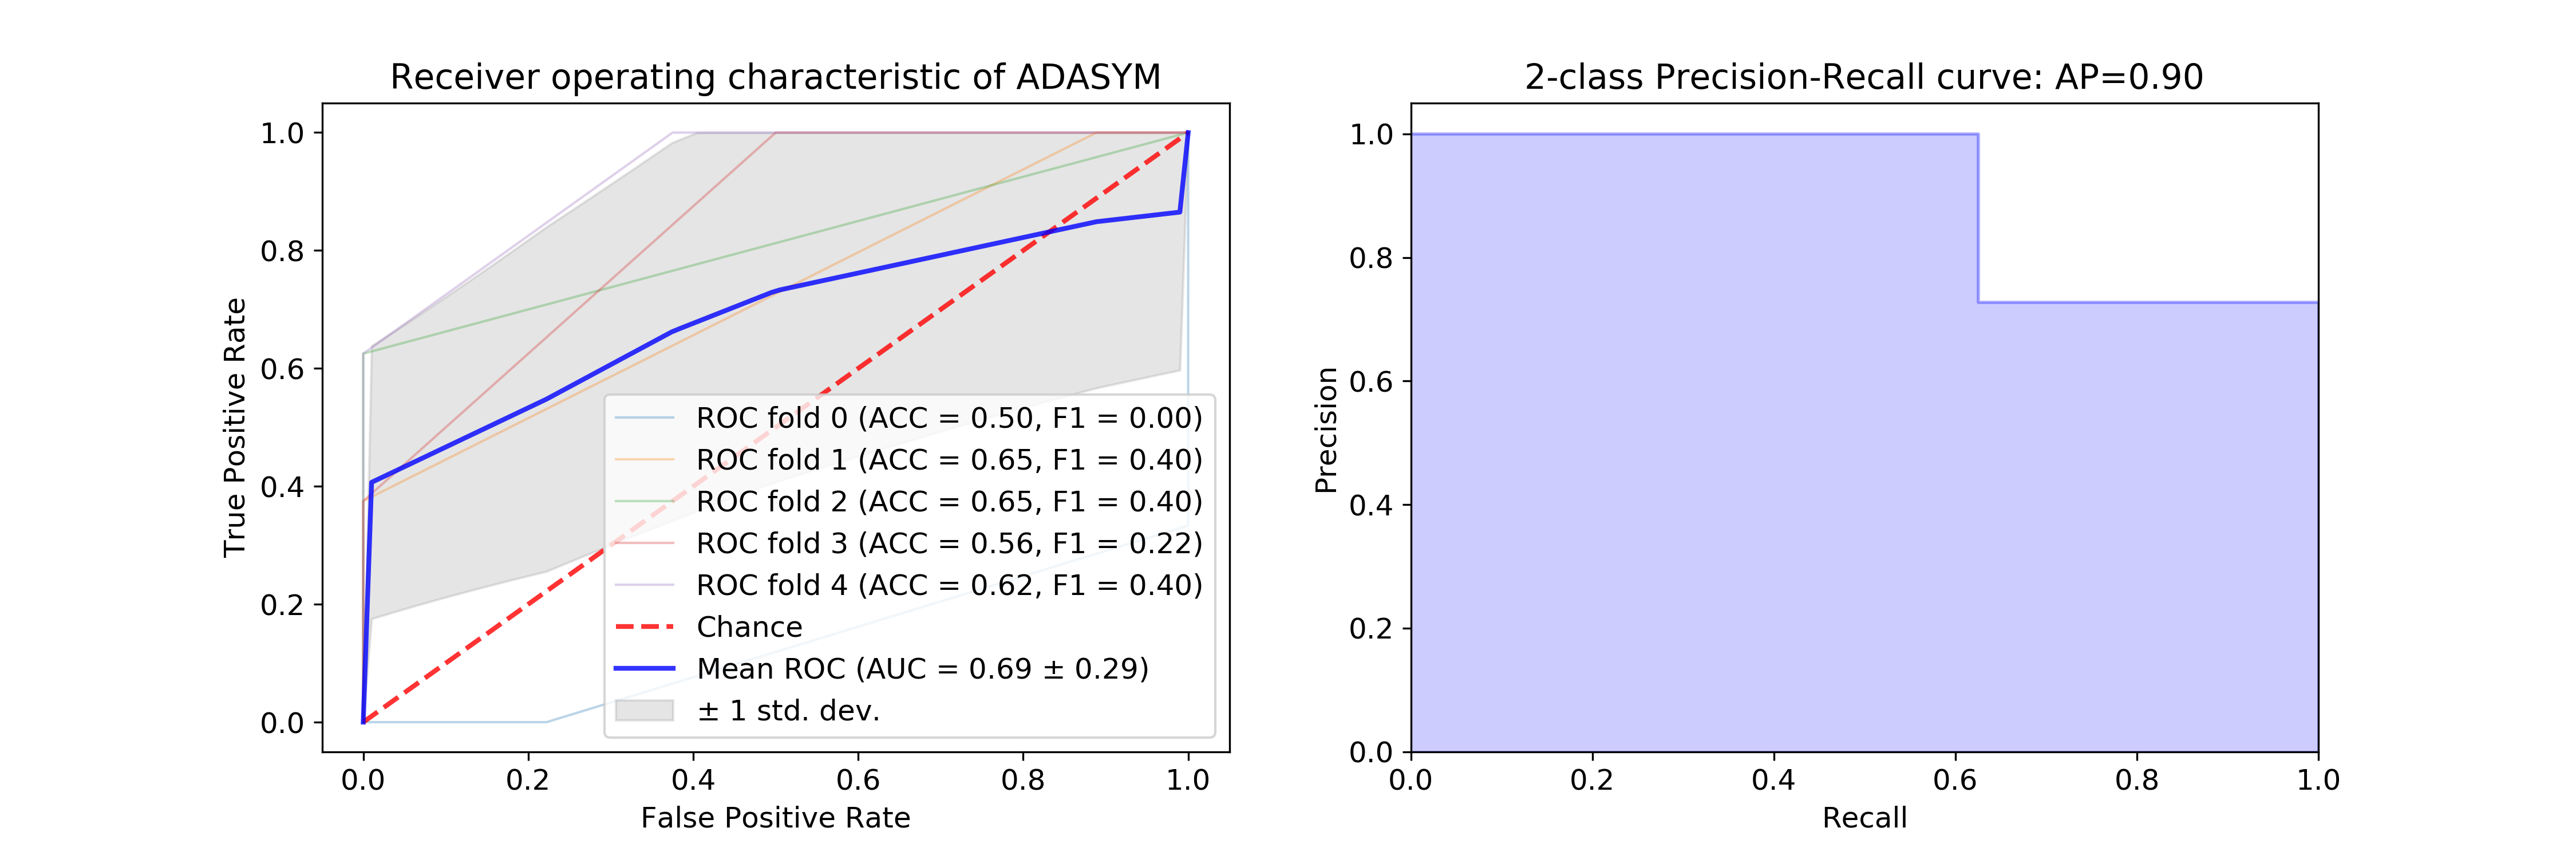 Receiver operating characteristic of ADASYM
1.0
0.8
0.6
0.4
0.2
0.0
True Positive Rate
ROC fold 0 (ACC = 0.50, F1 = 0.00)
ROC fold 1 (ACC = 0.65, F1 = 0.40)
ROC fold 2 (ACC = 0.65, F1 = 0.40)
ROC fold 3 (ACC = 0.56, F1 = 0.22)
ROC fold 4 (ACC = 0.62, F1 = 0.40)
Chance
Mean ROC (AUC = 0.69 ± 0.29)
± 1 std. dev.
0.0 0.2 0.4 0.6 0.8 1.0
False Positive Rate
2-class Precision-Recall curve: AP=0.90
1.0
0.8
0.6
0.4
0.2
0.0
Precision
0.0 0.2 0.4 0.6 0.8 1.0
Recall